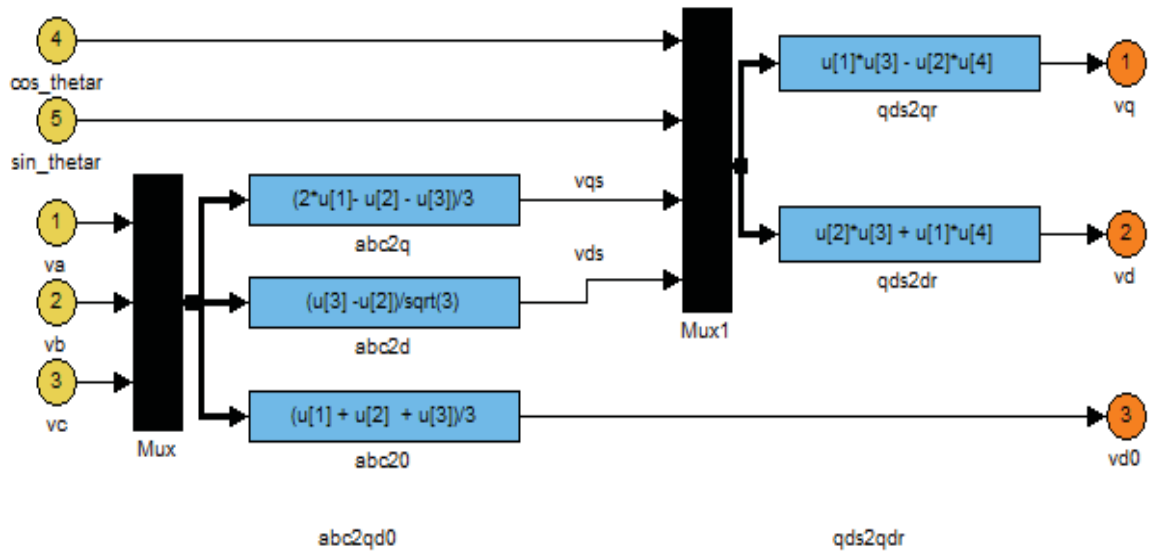 4
cos_thetar
5
sin_thetar
1
va
2
vb
3
vc
Mux
(2*u[1]- u[2] - u[3])/3
abc2q
(u[3] -u[2])/sqrt(3)
abc2d
(u[1] + u[2]  + u[3])/3
abc20
vqs
vds
Mux1
u[1]*u[3] - u[2]*u[4]
qds2qr
u[2]*u[3] + u[1]*u[4]
qds2dr
1
vq
2
vd
3
vd0
abc2qd0
qds2qdr